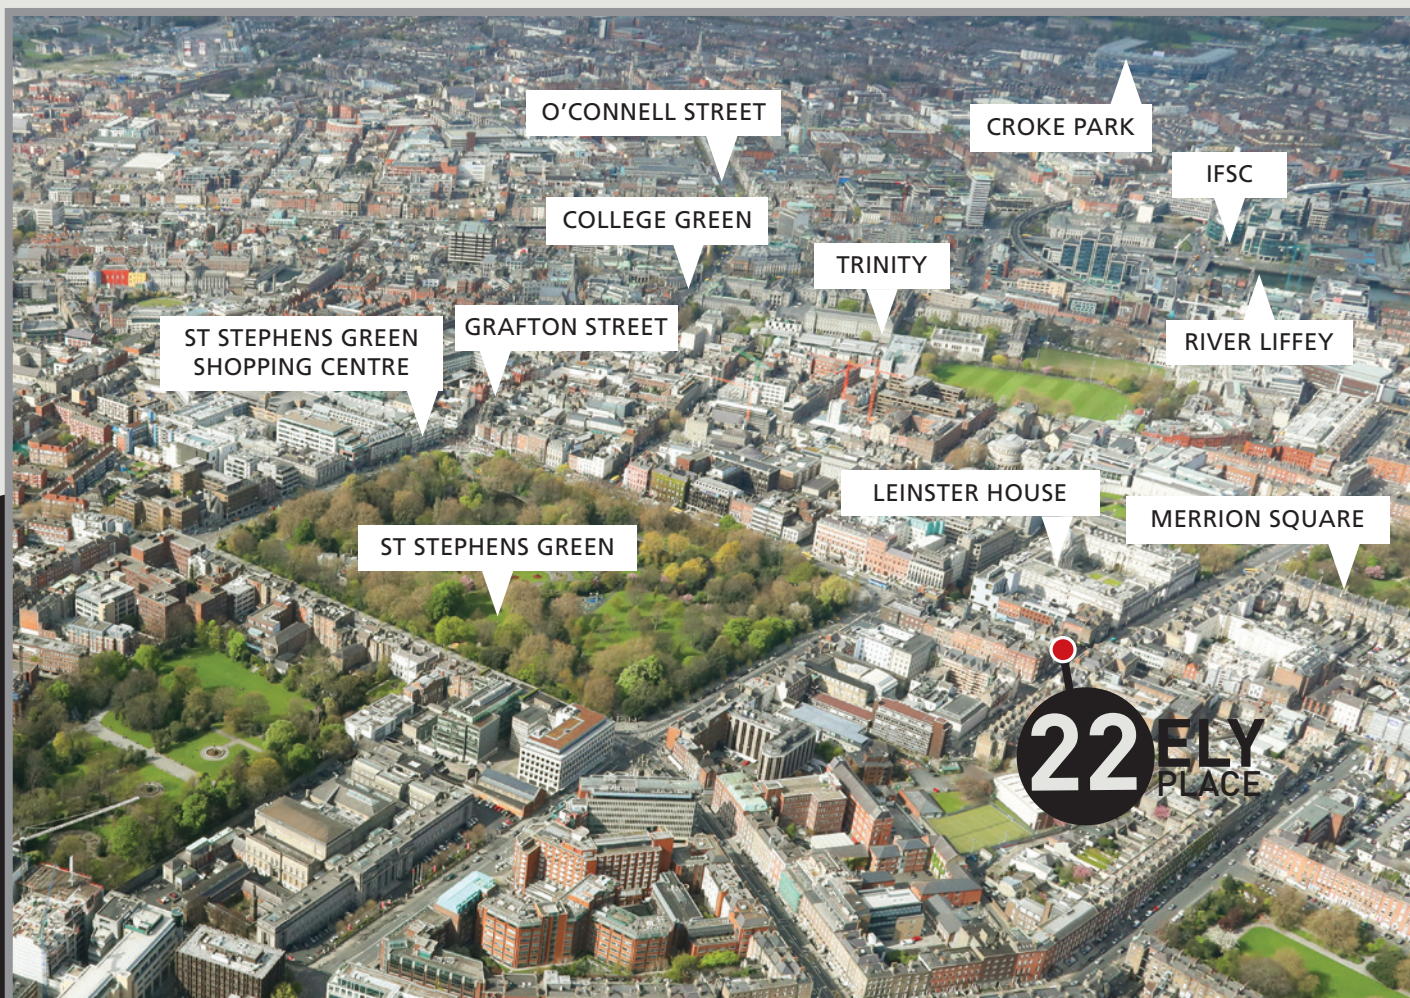 O'CONNELL STREET
CROKE PARK
IFSC
COLLEGE GREEN
TRINITY
ST STEPHENS GREEN
SHOPPING CENTRE
GRAFTON STREET
RIVER LIFFEY
LEINSTER HOUSE
MERRION SQUARE
ST STEPHENS GREEN
22 ELY
PLACE